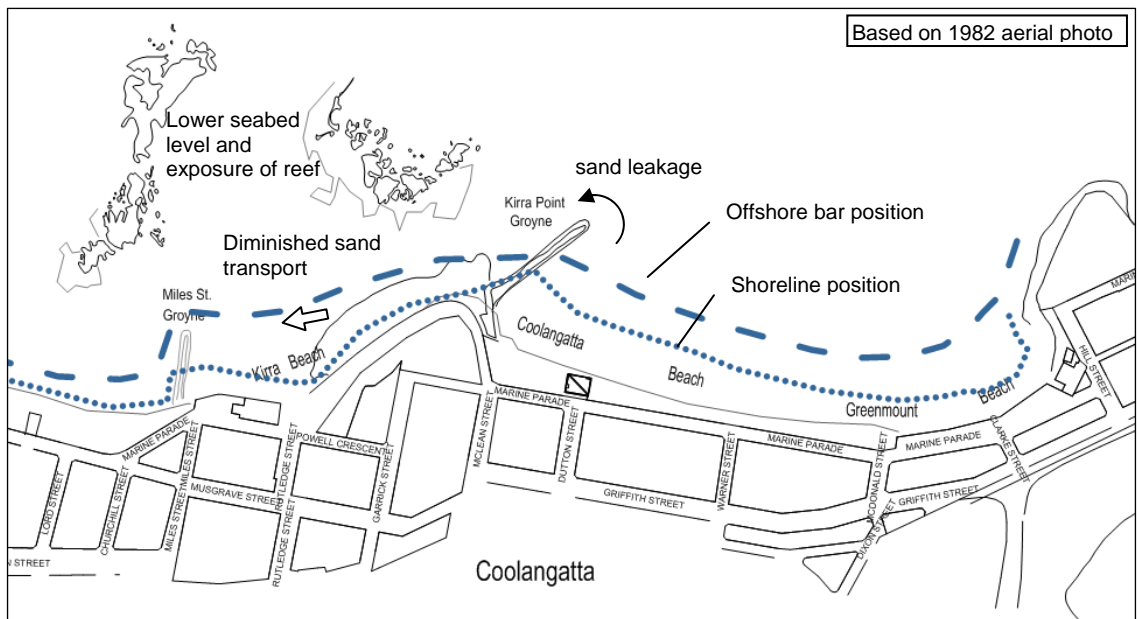 Based on 1982 aerial photo
Lower seabed
level and
exposure of reef
sand leakage
Kirra Point
Groyne
Offshore bar position
Diminished sand
transport
Shoreline position
Miles St.
Groyne
Kirra Beach
Coolangatta
Beach
Greenmount
Beach
MARIN
HILL STREET
MARINE PARADE
MARINE PARADE
MARINE PARADE
MARINE PARADE
CLARKE STREET
POWELL CRESCENT
MCLEAN STREET
DUTTON STREET
WARNER STREET
MCDONALD STREET
GRIFFITH STREET
GRIFFITH STREET
DIXON STREET
LORD STREET
CHURCHILL STREET
MILES STREET
MILES STREET
MUSGRAVE STREET
RUTLEDGE STREET
RUTLEDGE STREET
GARRICK STREET
N STREET
Coolangatta